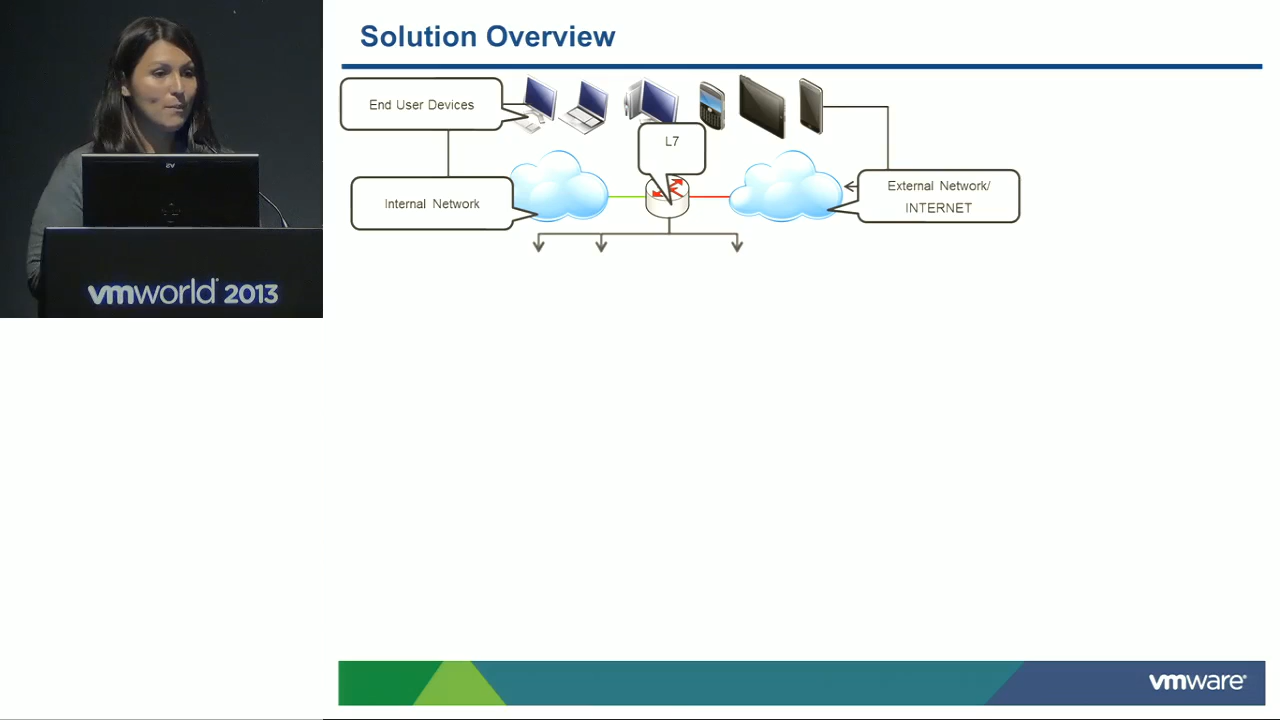 Solution Overview
End User Devices
L7
Internal Network
External Network/
INTERNET
vmworld® 2013
vmware®